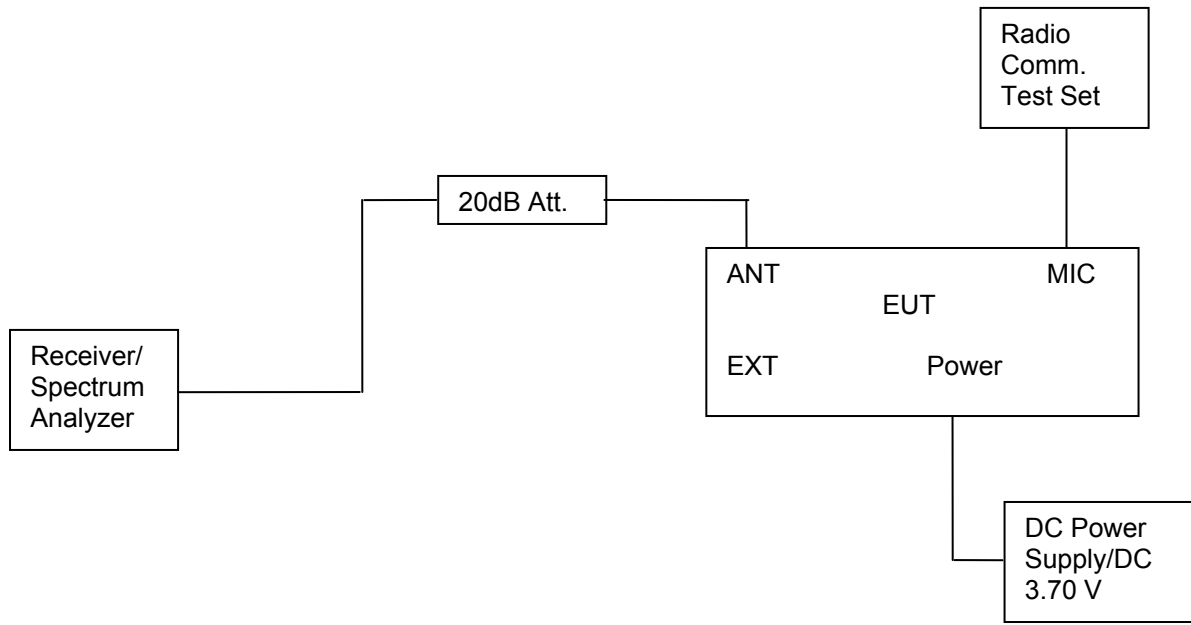 Radio
Comm.
Test Set
20dB Att.
ANT
MIC
EUT
Receiver/
Spectrum
Analyzer
EXT
Power
DC Power
Supply/DC
3.70 V